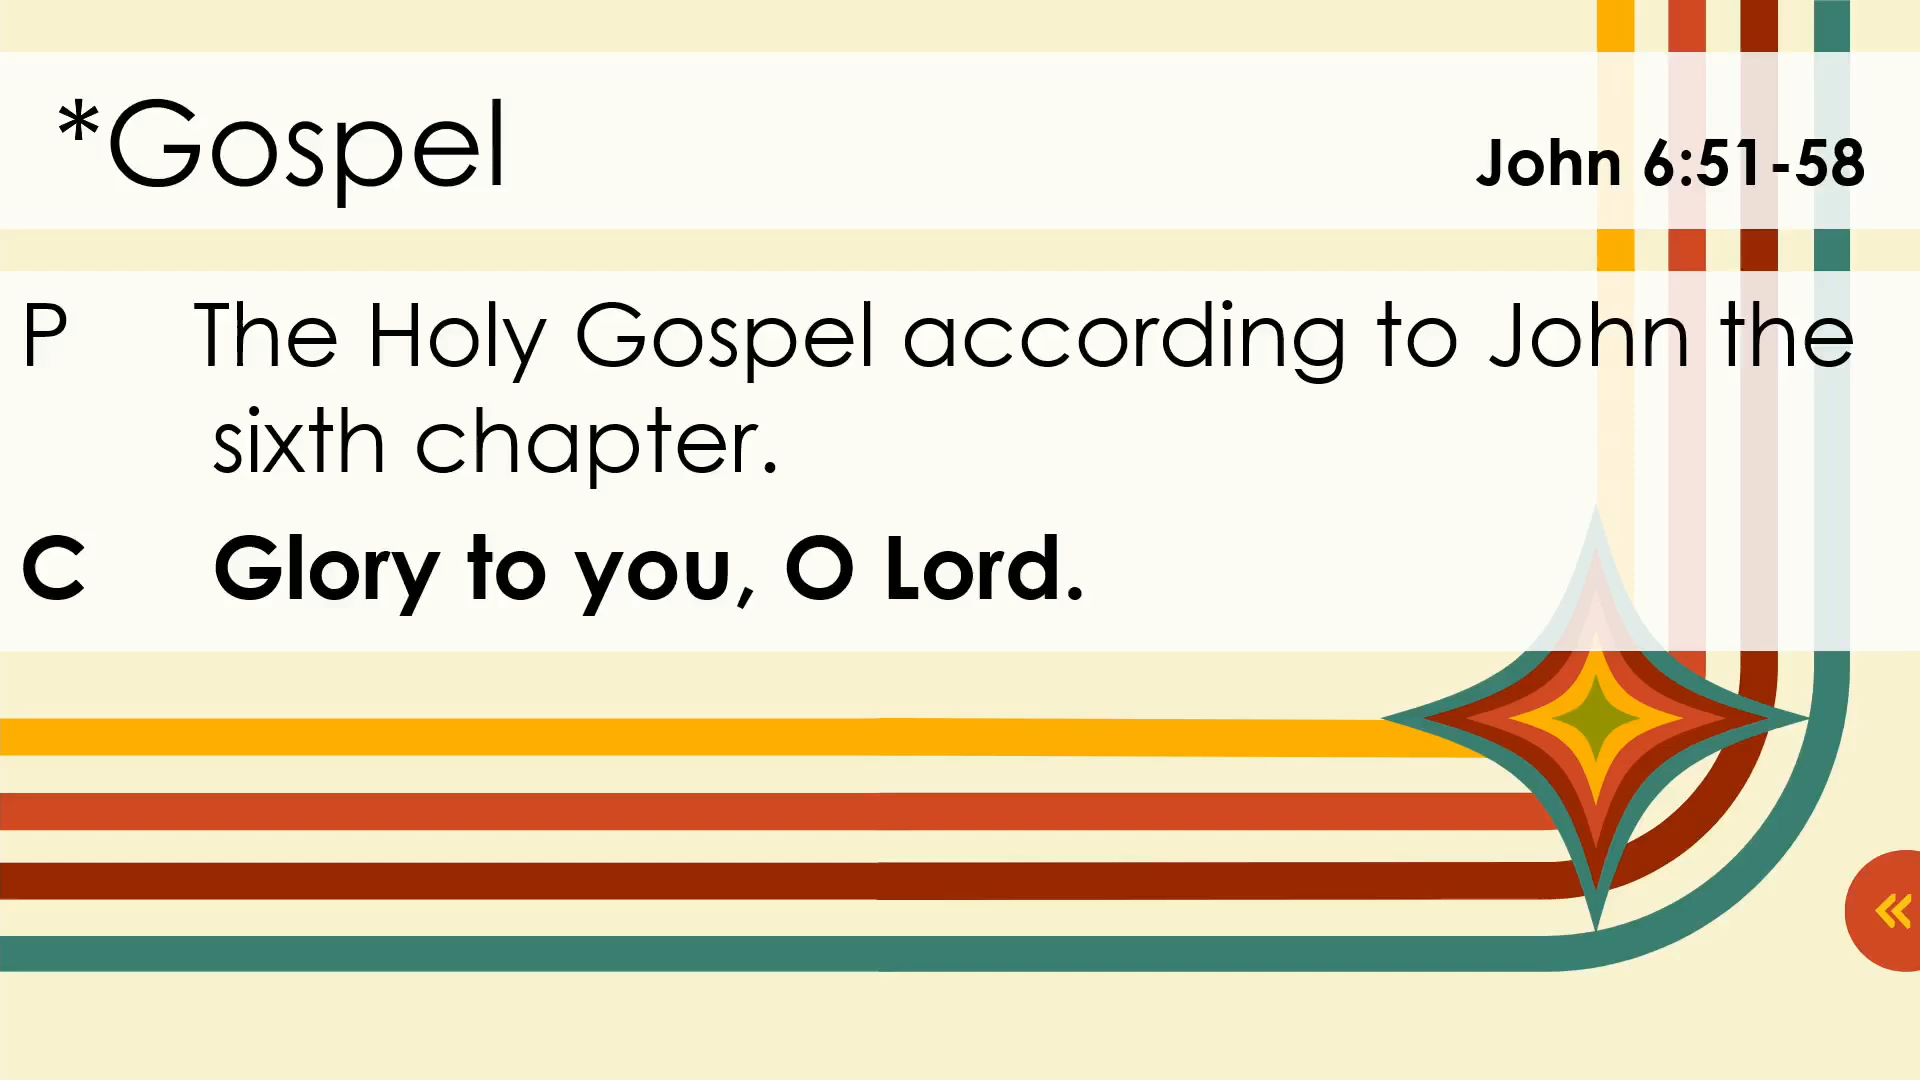 *Gospel
John 6:51-58
P The Holy Gospel according to John the
sixth chapter.
C Glory to you, O Lord.
«